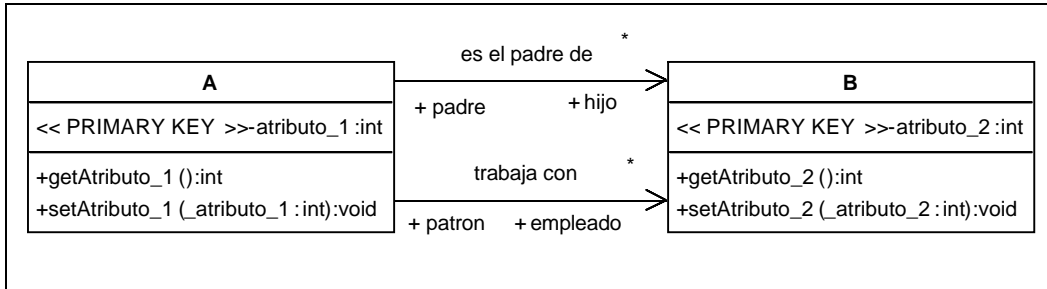 A
<< PRIMARY KEY >>-atributo_1 :int
+getAtributo_1 ():int
+setAtributo_1 (_atributo_1 : int):void
es el padre de
*
+ padre
+ hijo
trabaja con
*
+ patron
+ empleado
B
<< PRIMARY KEY >>-atributo_2 :int
+getAtributo_2 ():int
+setAtributo_2 (_atributo_2 : int):void